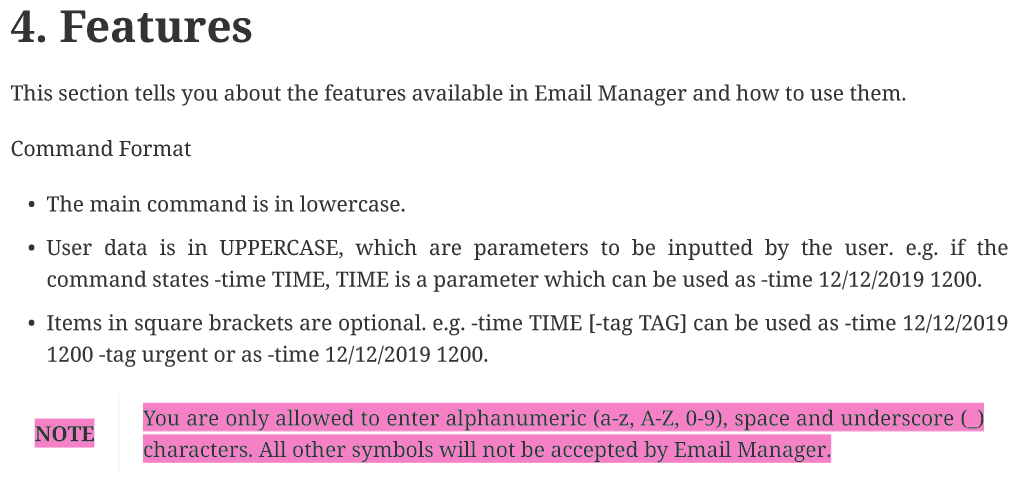 4. Features
This section tells you about the features available in Email Manager and how to use them.
Command Format
• The main command is in lowercase.
• User data is in UPPERCASE, which are parameters to be inputted by the user. e.g. if the
command states -time TIME, TIME is a parameter which can be used as -time 12/12/2019 1200.
• Items in square brackets are optional. e.g. -time TIME [-tag TAG] can be used as -time 12/12/2019
1200 -tag urgent or as -time 12/12/2019 1200.
You are only allowed to enter alphanumeric (a-z, A-Z, 0-9), space and underscore (_)
NOTE
characters. All other symbols will not be accepted by Email Manager.